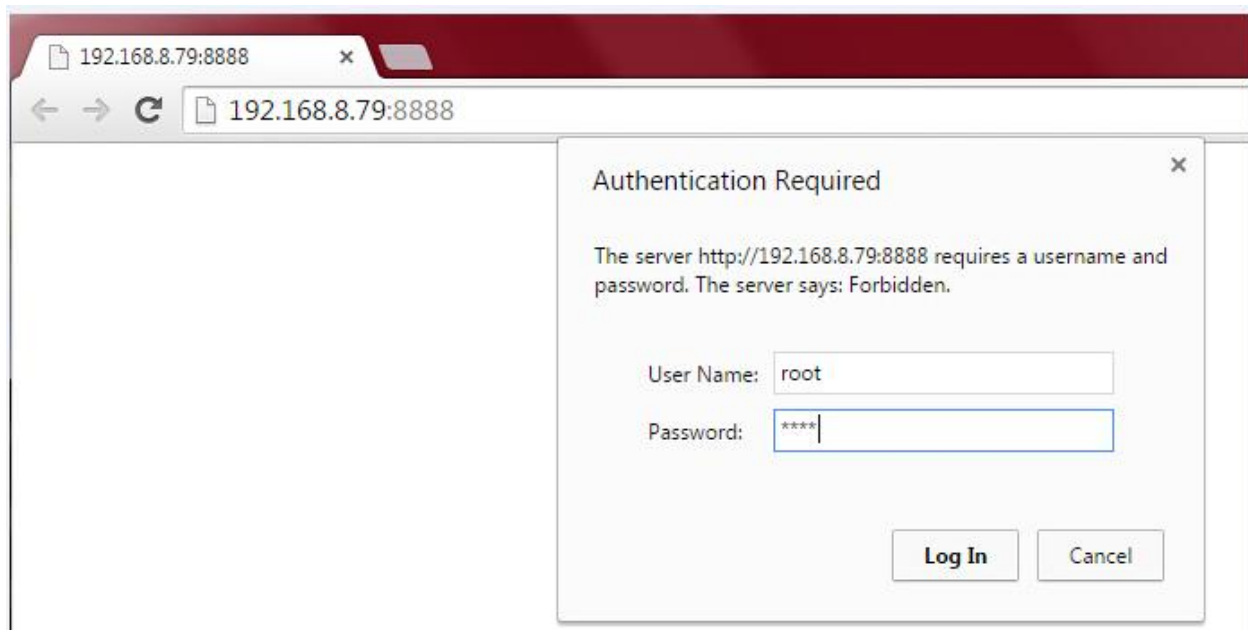 192.168.8.79:8888
192.168.8.79:8888
Authentication Required
The server http://192.168.8.79:8888 requires a username and
password. The server says: Forbidden.
User Name: root
Password: ****
Log In Cancel